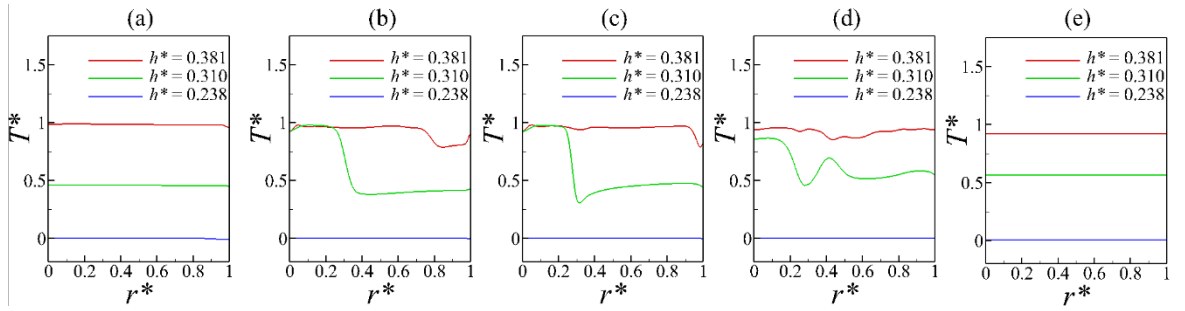 (a)
h* = 0.381
h* = 0.310
h* = 0.238
T*
1.5
1
0.5
0
0 0.2 0.4 0.6 0.8 1
r*
(b)
h* = 0.381
h* = 0.310
h* = 0.238
T*
1.5
1
0.5
0
0 0.2 0.4 0.6 0.8 1
r*
(c)
h* = 0.381
h* = 0.310
h* = 0.238
T*
1.5
1
0.5
0
0 0.2 0.4 0.6 0.8 1
r*
(d)
h* = 0.381
h* = 0.310
h* = 0.238
T*
1.5
1
0.5
0
0 0.2 0.4 0.6 0.8 1
r*
(e)
h* = 0.381
h* = 0.310
h* = 0.238
T*
1.5
1
0.5
0
0 0.2 0.4 0.6 0.8 1
r*